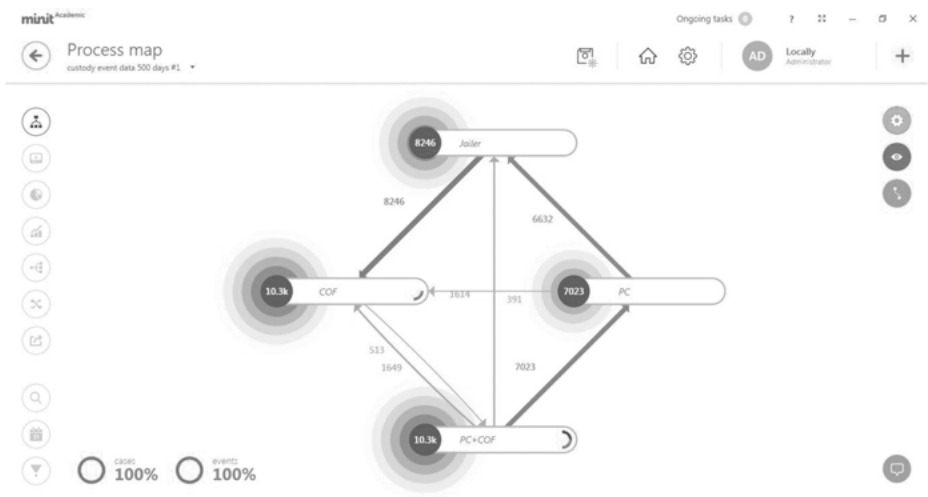 minit Academic
Ongoing tasks 0 ?
Process map
custody event data 500 days #1
AD
Locally
Administrator
8246 Jailer
8246
6632
10.3k COF
1614
391
7023 PC
513
1649
7023
10.3k PC+COF
cases
100%
events
100%